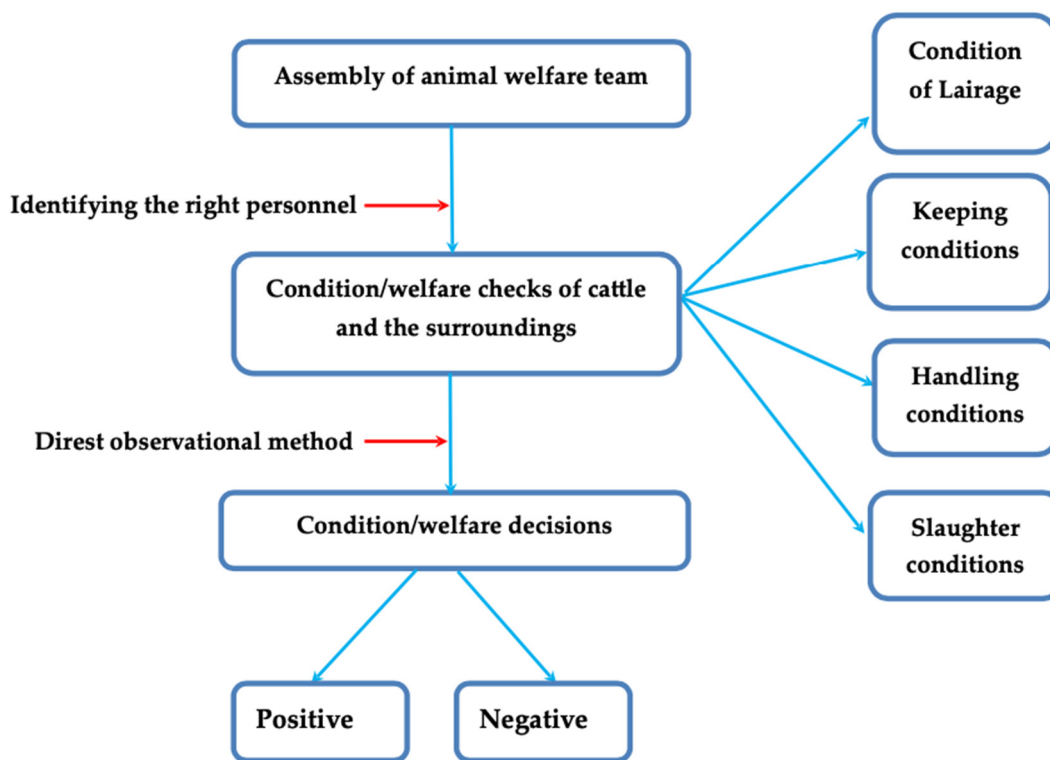 Assembly of animal welfare team
Identifying the right personnel
Condition/welfare checks of cattle
and the surroundings
Direst observational method
Condition/welfare decisions
Positive
Negative
Condition
of Lairage
Keeping
conditions
Handling
conditions
Slaughter
conditions